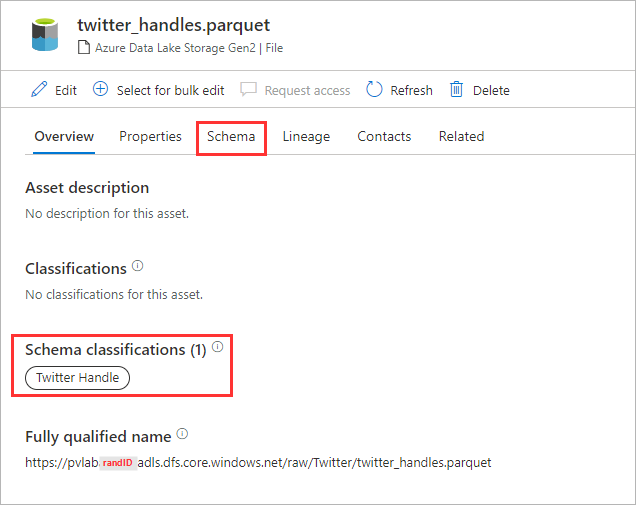 twitter_handles.parquet
Azure Data Lake Storage Gen2 | File
Edit Select for bulk edit Request access Refresh Delete
Overview Properties Schema Lineage Contacts Related
Asset description
No description for this asset.
Classifications
No classifications for this asset.
Schema classifications (1)
Twitter Handle
Fully qualified name
https://pvlab randID adls.dfs.core.windows.net/raw/Twitter/twitter_handles.parquet